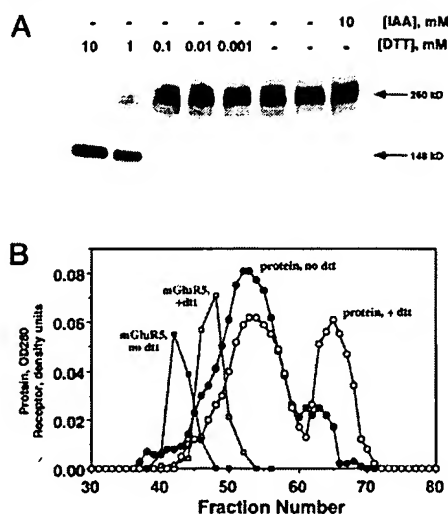 A
- - - - - - - 10 [IAA], mM
10 1 0.1 0.01 0.001 - - - [DTT], mM
260 kD
148 kD
B
Protein, OD280
Receptor, density units
0.08
0.06
0.04
0.02
0.00
mGluR5,
no dtt
mGluR5,
+dtt
protein, no dtt
protein, + dtt
30 40 50 60 70 80
Fraction Number